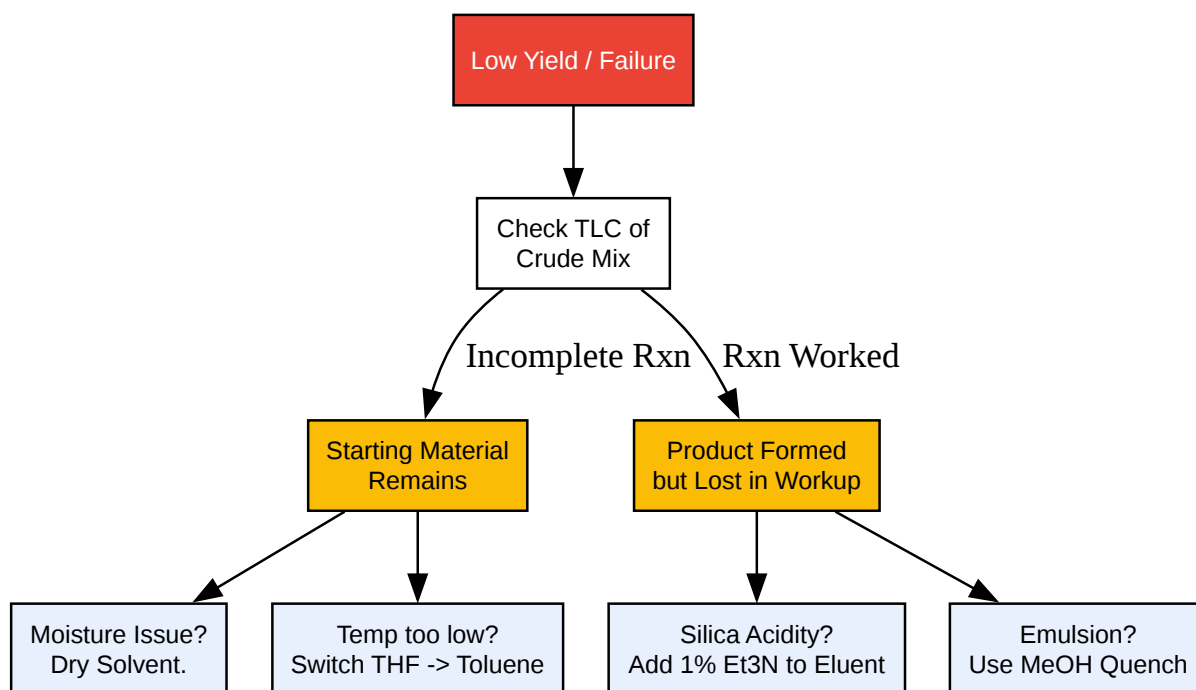 Low Yield / Failure
Check TLC of
Crude Mix
Incomplete Rxn
Rxn Worked
Starting Material
Remains
Product Formed
but Lost in Workup
Moisture Issue?
Dry Solvent.
Temp too low?
Switch THF -> Toluene
Silica Acidity?
Add 1% Et3N to Eluent
Emulsion?
Use MeOH Quench